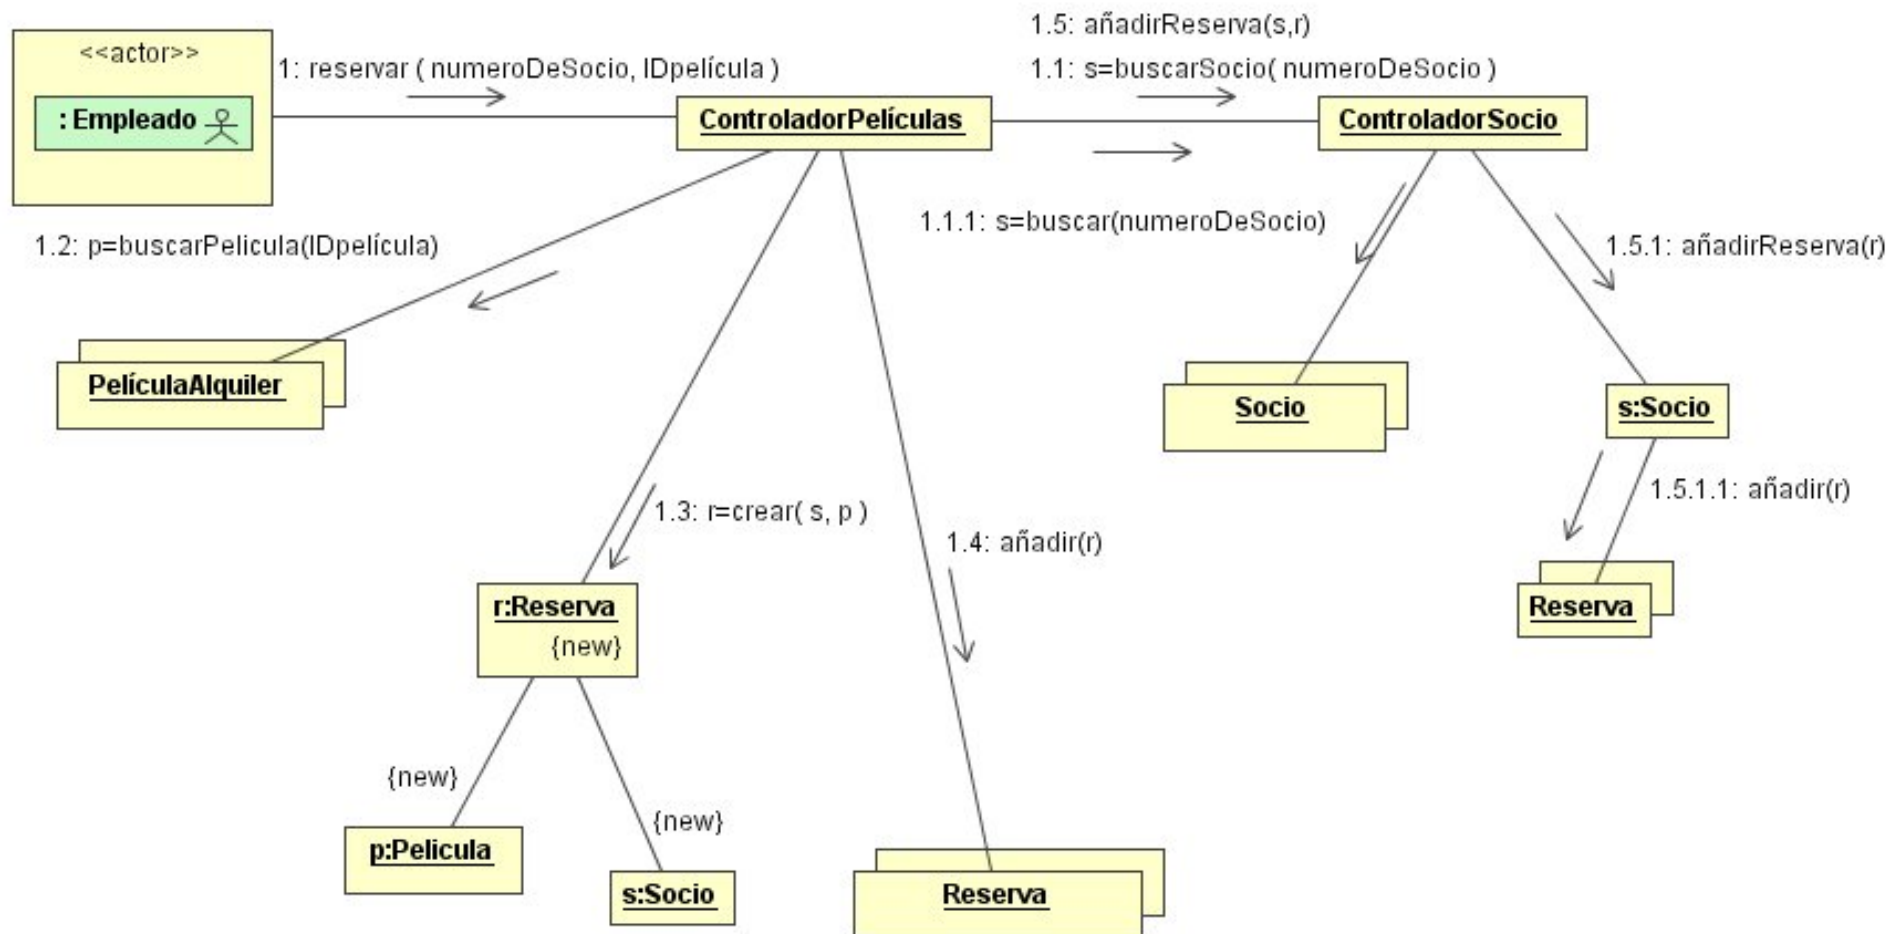 <<actor>>
: Empleado
1: reservar ( numeroDeSocio, IDpelícula )
ControladorPelículas
1.5: añadirReserva(s,r)
1.1: s=buscarSocio( numeroDeSocio )
ControladorSocio
1.2: p=buscarPelicula(IDpelícula)
1.1.1: s=buscar(numeroDeSocio)
1.5.1: añadirReserva(r)
PelículaAlquiler
Socio
s:Socio
1.3: r=crear( s, p )
1.4: añadir(r)
1.5.1.1: añadir(r)
r:Reserva
{new}
Reserva
{new}
{new}
p:Pelicula
s:Socio
Reserva